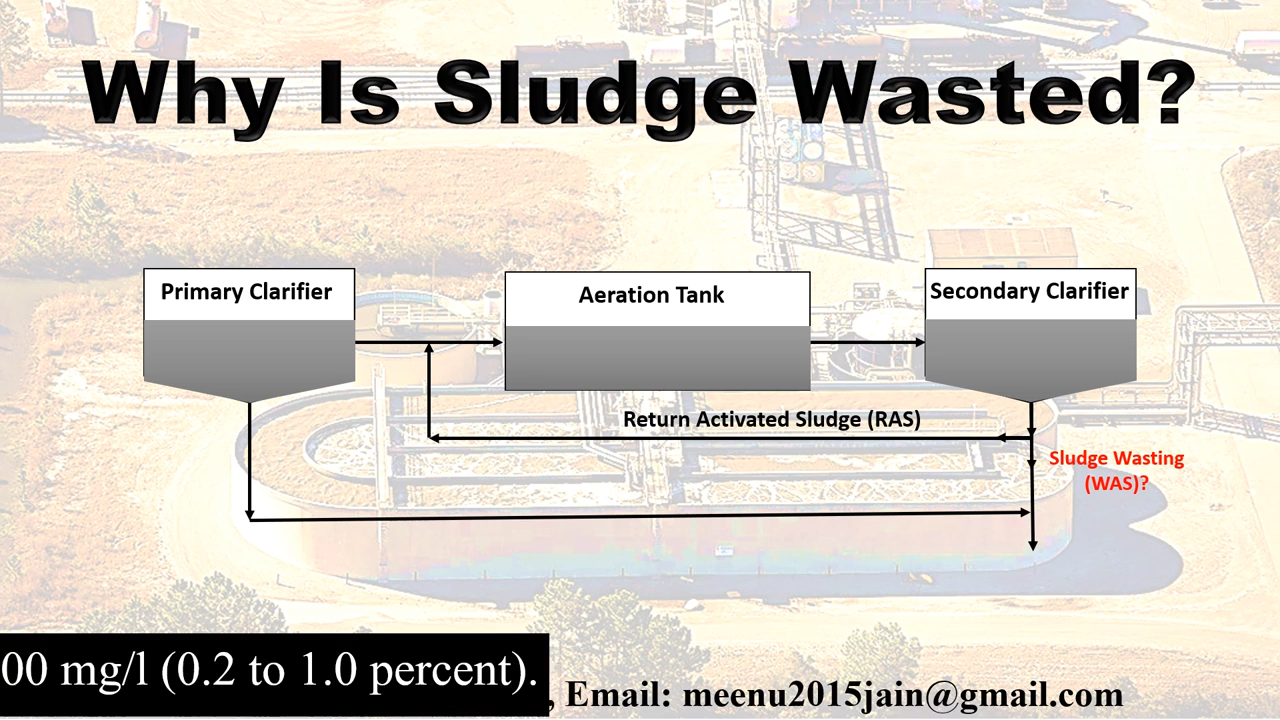 Why Is Sludge Wasted?
Primary Clarifier
Aeration Tank
Secondary Clarifier
Return Activated Sludge (RAS)
Sludge Wasting
(WAS)?
00 mg/l (0.2 to 1.0 percent).
, Email: meenu2015jain@gmail.com